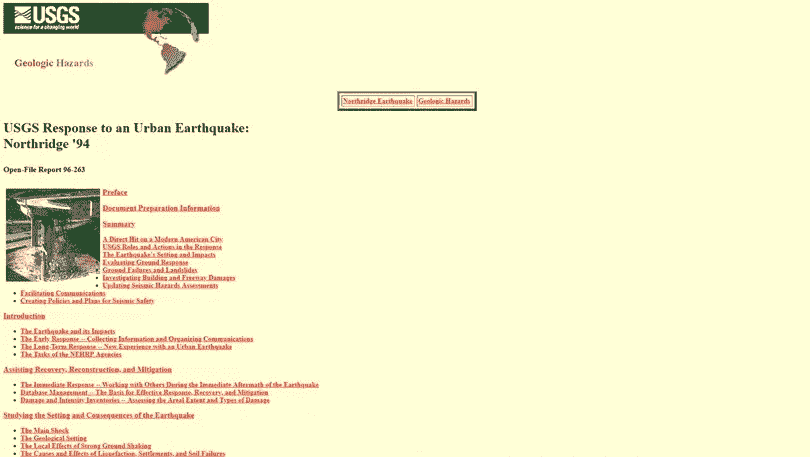 USGS
science for a changing world
Geologic Hazards
Northridge Earthquake Geologic Hazards
USGS Response to an Urban Earthquake:
Northridge '94
Open-File Report 96-263
Preface
Document Preparation Information
Summary
A Direct Hit on a Modern American City
USGS Roles and Actions in the Response
The Earthquake's Setting and Impacts
Evaluating Ground Response
Ground Failures and Landslides
Investigating Building and Freeway Damages
Updating Seismic Hazards Assessments
Facilitating Communications
Creating Policies and Plans for Seismic Safety
Introduction
The Earthquake and its Impacts
The Early Response -- Collecting Information and Organizing Communications
The Long-Term Response -- New Experience with an Urban Earthquake
The Tasks of the NEHRP Agencies
Assisting Recovery, Reconstruction, and Mitigation
The Immediate Response -- Working with Others During the Immediate Aftermath of the Earthquake
Database Management -- The Basis for Effective Response, Recovery, and Mitigation
Damage and Intensity Inventories -- Assessing the Areal Extent and Types of Damage
Studying the Setting and Consequences of the Earthquake
The Main Shock
The Geological Setting
The Local Effects of Strong Ground Shaking
The Causes and Effects of Liquefaction, Settlements, and Soil Failures